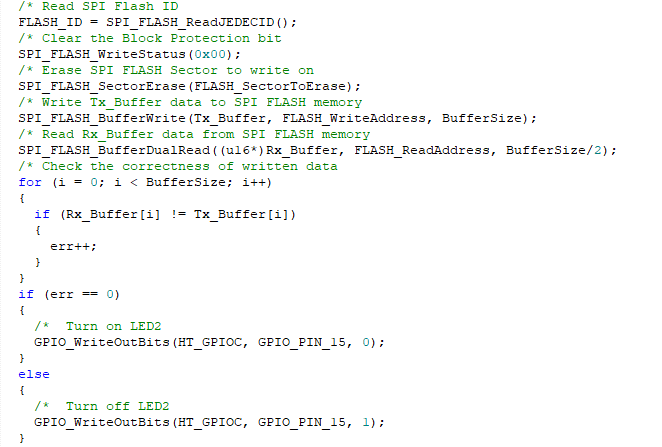 /* Read SPI Flash ID
FLASH_ID = SPI_FLASH_ReadJEDECID();
/* Clear the Block Protection bit
SPI_FLASH_WriteStatus(0x00);
/* Erase SPI FLASH Sector to write on
SPI_FLASH_SectorErase(FLASH_SectorToErase);
/* Write Tx_Buffer data to SPI FLASH memory
SPI_FLASH_BufferWrite(Tx_Buffer, FLASH_WriteAddress, BufferSize);
/* Read Rx_Buffer data from SPI FLASH memory
SPI_FLASH_BufferDualRead((u16*)Rx_Buffer, FLASH_ReadAddress, BufferSize/2);
/* Check the correctness of written data
for (i = 0; i < BufferSize; i++)
{
  if (Rx_Buffer[i] != Tx_Buffer[i])
  {
    err++;
  }
}
if (err == 0)
{
  /*  Turn on LED2
  GPIO_WriteOutBits(HT_GPIOC, GPIO_PIN_15, 0);
}
else
{
  /*  Turn off LED2
  GPIO_WriteOutBits(HT_GPIOC, GPIO_PIN_15, 1);
}